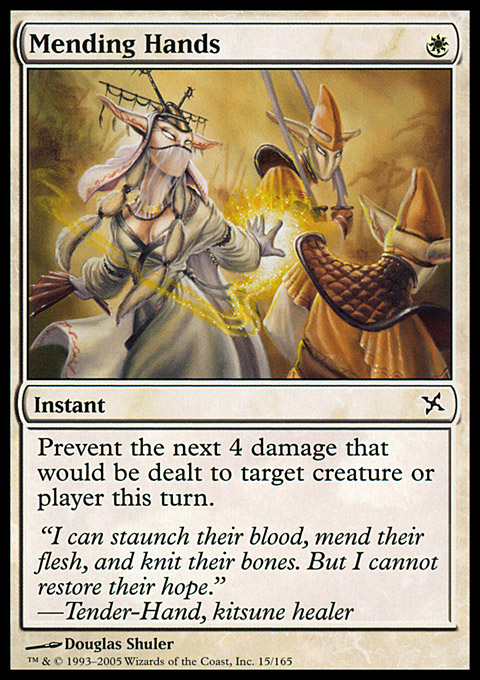 Mending Hands
Instant
Prevent the next 4 damage that
would be dealt to target creature or
player this turn.
“I can staunch their blood, mend their
flesh, and knit their bones. But I cannot
restore their hope.”
—Tender-Hand, kitsune healer
Douglas Shuler
™ & © 1993–2005 Wizards of the Coast, Inc. 15/165